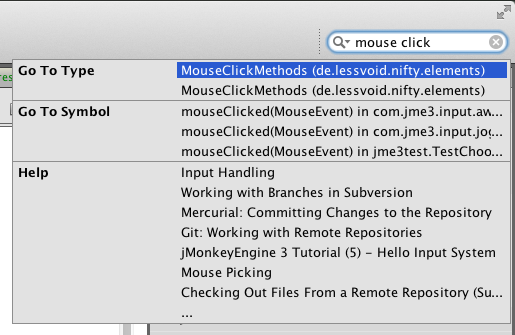 mouse click
Go To Type MouseClickMethods (de.lessvoid.nifty.elements)
MouseClickMethods (de.lessvoid.nifty.elements)
Go To Symbol mouseClicked(MouseEvent) in com.jme3.input.aw...
mouseClicked(MouseEvent) in com.jme3.input.jog...
mouseClicked(MouseEvent) in jme3test.TestChoo...
Help Input Handling
Working with Branches in Subversion
Mercurial: Committing Changes to the Repository
Git: Working with Remote Repositories
jMonkeyEngine 3 Tutorial (5) - Hello Input System
Mouse Picking
Checking Out Files From a Remote Repository (Su...
...